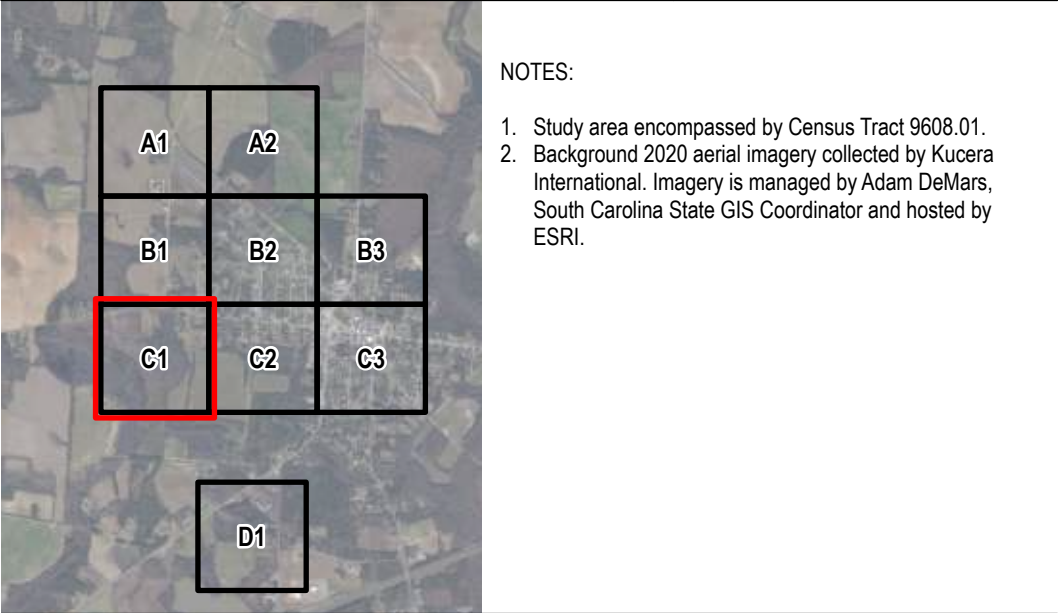 A1
A2
B1
B2
B3
C1
C2
C3
D1
NOTES:
1. Study area encompassed by Census Tract 9608.01.
2. Background 2020 aerial imagery collected by Kucera
International. Imagery is managed by Adam DeMars,
South Carolina State GIS Coordinator and hosted by
ESRI.